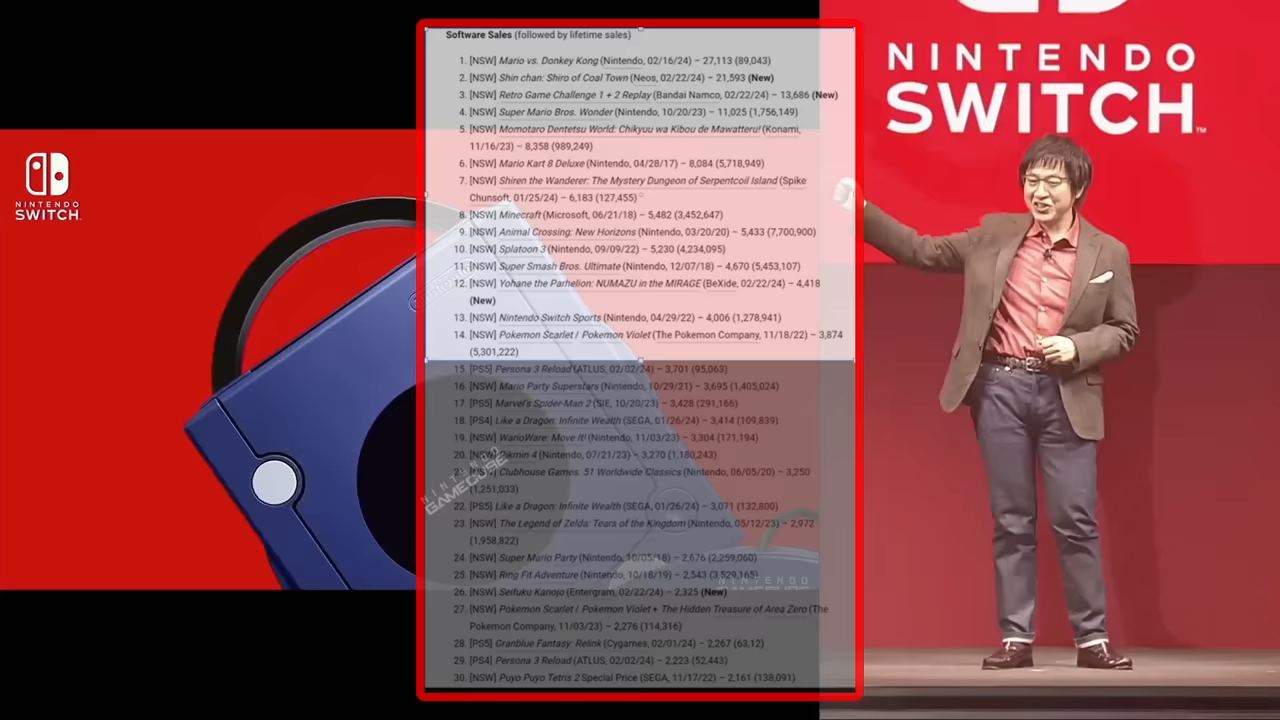 NINTENDO
SWITCH
Software Sales (followed by lifetime sales)
1. [NSW] Mario vs. Donkey Kong (Nintendo, 02/16/24) – 27,113 (89,043)
2. [NSW] Shin chan: Shiro of Coal Town (Neos, 02/22/24) – 21,593 (New)
3. [NSW] Retro Game Challenge 1 + 2 Replay (Bandai Namco, 02/22/24) – 13,686 (New)
4. [NSW] Super Mario Bros. Wonder (Nintendo, 10/20/23) – 11,025 (1,756,149)
5. [NSW] Momotaro Dentetsu World: Chikyuu wa Kibou de Mawatteru! (Konami,
11/16/23) – 8,358 (989,249)
6. [NSW] Mario Kart 8 Deluxe (Nintendo, 04/28/17) – 8,084 (5,718,949)
7. [NSW] Shiren the Wanderer: The Mystery Dungeon of Serpentcoil Island (Spike
Chunsoft, 01/25/24) – 6,183 (127,455)
8. [NSW] Minecraft (Microsoft, 06/21/18) – 5,482 (3,452,647)
9. [NSW] Animal Crossing: New Horizons (Nintendo, 03/20/20) – 5,433 (7,700,900)
10. [NSW] Splatoon 3 (Nintendo, 09/09/22) – 5,230 (4,234,095)
11. [NSW] Super Smash Bros. Ultimate (Nintendo, 12/07/18) – 4,670 (5,453,107)
12. [NSW] Yohane the Parhelion: NUMAZU in the MIRAGE (BeXide, 02/22/24) – 4,418
(New)
13. [NSW] Nintendo Switch Sports (Nintendo, 04/29/22) – 4,006 (1,278,941)
14. [NSW] Pokemon Scarlet / Pokemon Violet (The Pokemon Company, 11/18/22) – 3,874
(5,301,222)
15. [PS5] Persona 3 Reload (ATLUS, 02/02/24) – 3,701 (95,063)
16. [NSW] Mario Party Superstars (Nintendo, 10/29/21) – 3,695 (1,405,024)
17. [PS5] Marvel's Spider-Man 2 (SIE, 10/20/23) – 3,428 (291,166)
18. [PS4] Like a Dragon: Infinite Wealth (SEGA, 01/26/24) – 3,414 (109,839)
19. [NSW] WarioWare: Move It! (Nintendo, 11/03/23) – 3,304 (171,194)
20. [NSW] Pikmin 4 (Nintendo, 07/21/23) – 3,270 (1,180,243)
21. [NSW] Clubhouse Games: 51 Worldwide Classics (Nintendo, 06/05/20) – 3,250
(1,251,033)
22. [PS5] Like a Dragon: Infinite Wealth (SEGA, 01/26/24) – 3,071 (132,800)
23. [NSW] The Legend of Zelda: Tears of the Kingdom (Nintendo, 05/12/23) – 2,972
(1,958,822)
24. [NSW] Super Mario Party (Nintendo, 10/05/18) – 2,676 (2,259,060)
25. [NSW] Ring Fit Adventure (Nintendo, 10/18/19) – 2,543 (3,529,165)
26. [NSW] Seifuku Kanojo (Entergram, 02/22/24) – 2,325 (New)
27. [NSW] Pokemon Scarlet / Pokemon Violet + The Hidden Treasure of Area Zero (The
Pokemon Company, 11/03/23) – 2,276 (114,316)
28. [PS5] Granblue Fantasy: Relink (Cygames, 02/01/24) – 2,267 (63,12)
29. [PS4] Persona 3 Reload (ATLUS, 02/02/24) – 2,223 (52,443)
30. [NSW] Puyo Puyo Tetris 2 Special Price (SEGA, 11/17/22) – 2,161 (138,091)
NINTENDO
GAMECUBE
NINTENDO
GAMECUBE
NINTENDO
SWITCH™